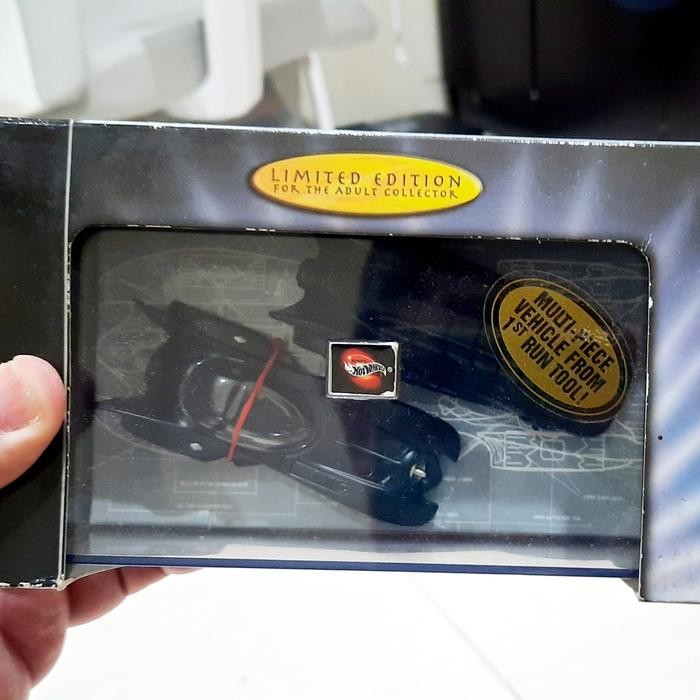 LIMITED EDITION
FOR THE ADULT COLLECTOR
MULTI-PIECE
VEHICLE FROM
1ST RUN TOOL!
Hot Wheels®